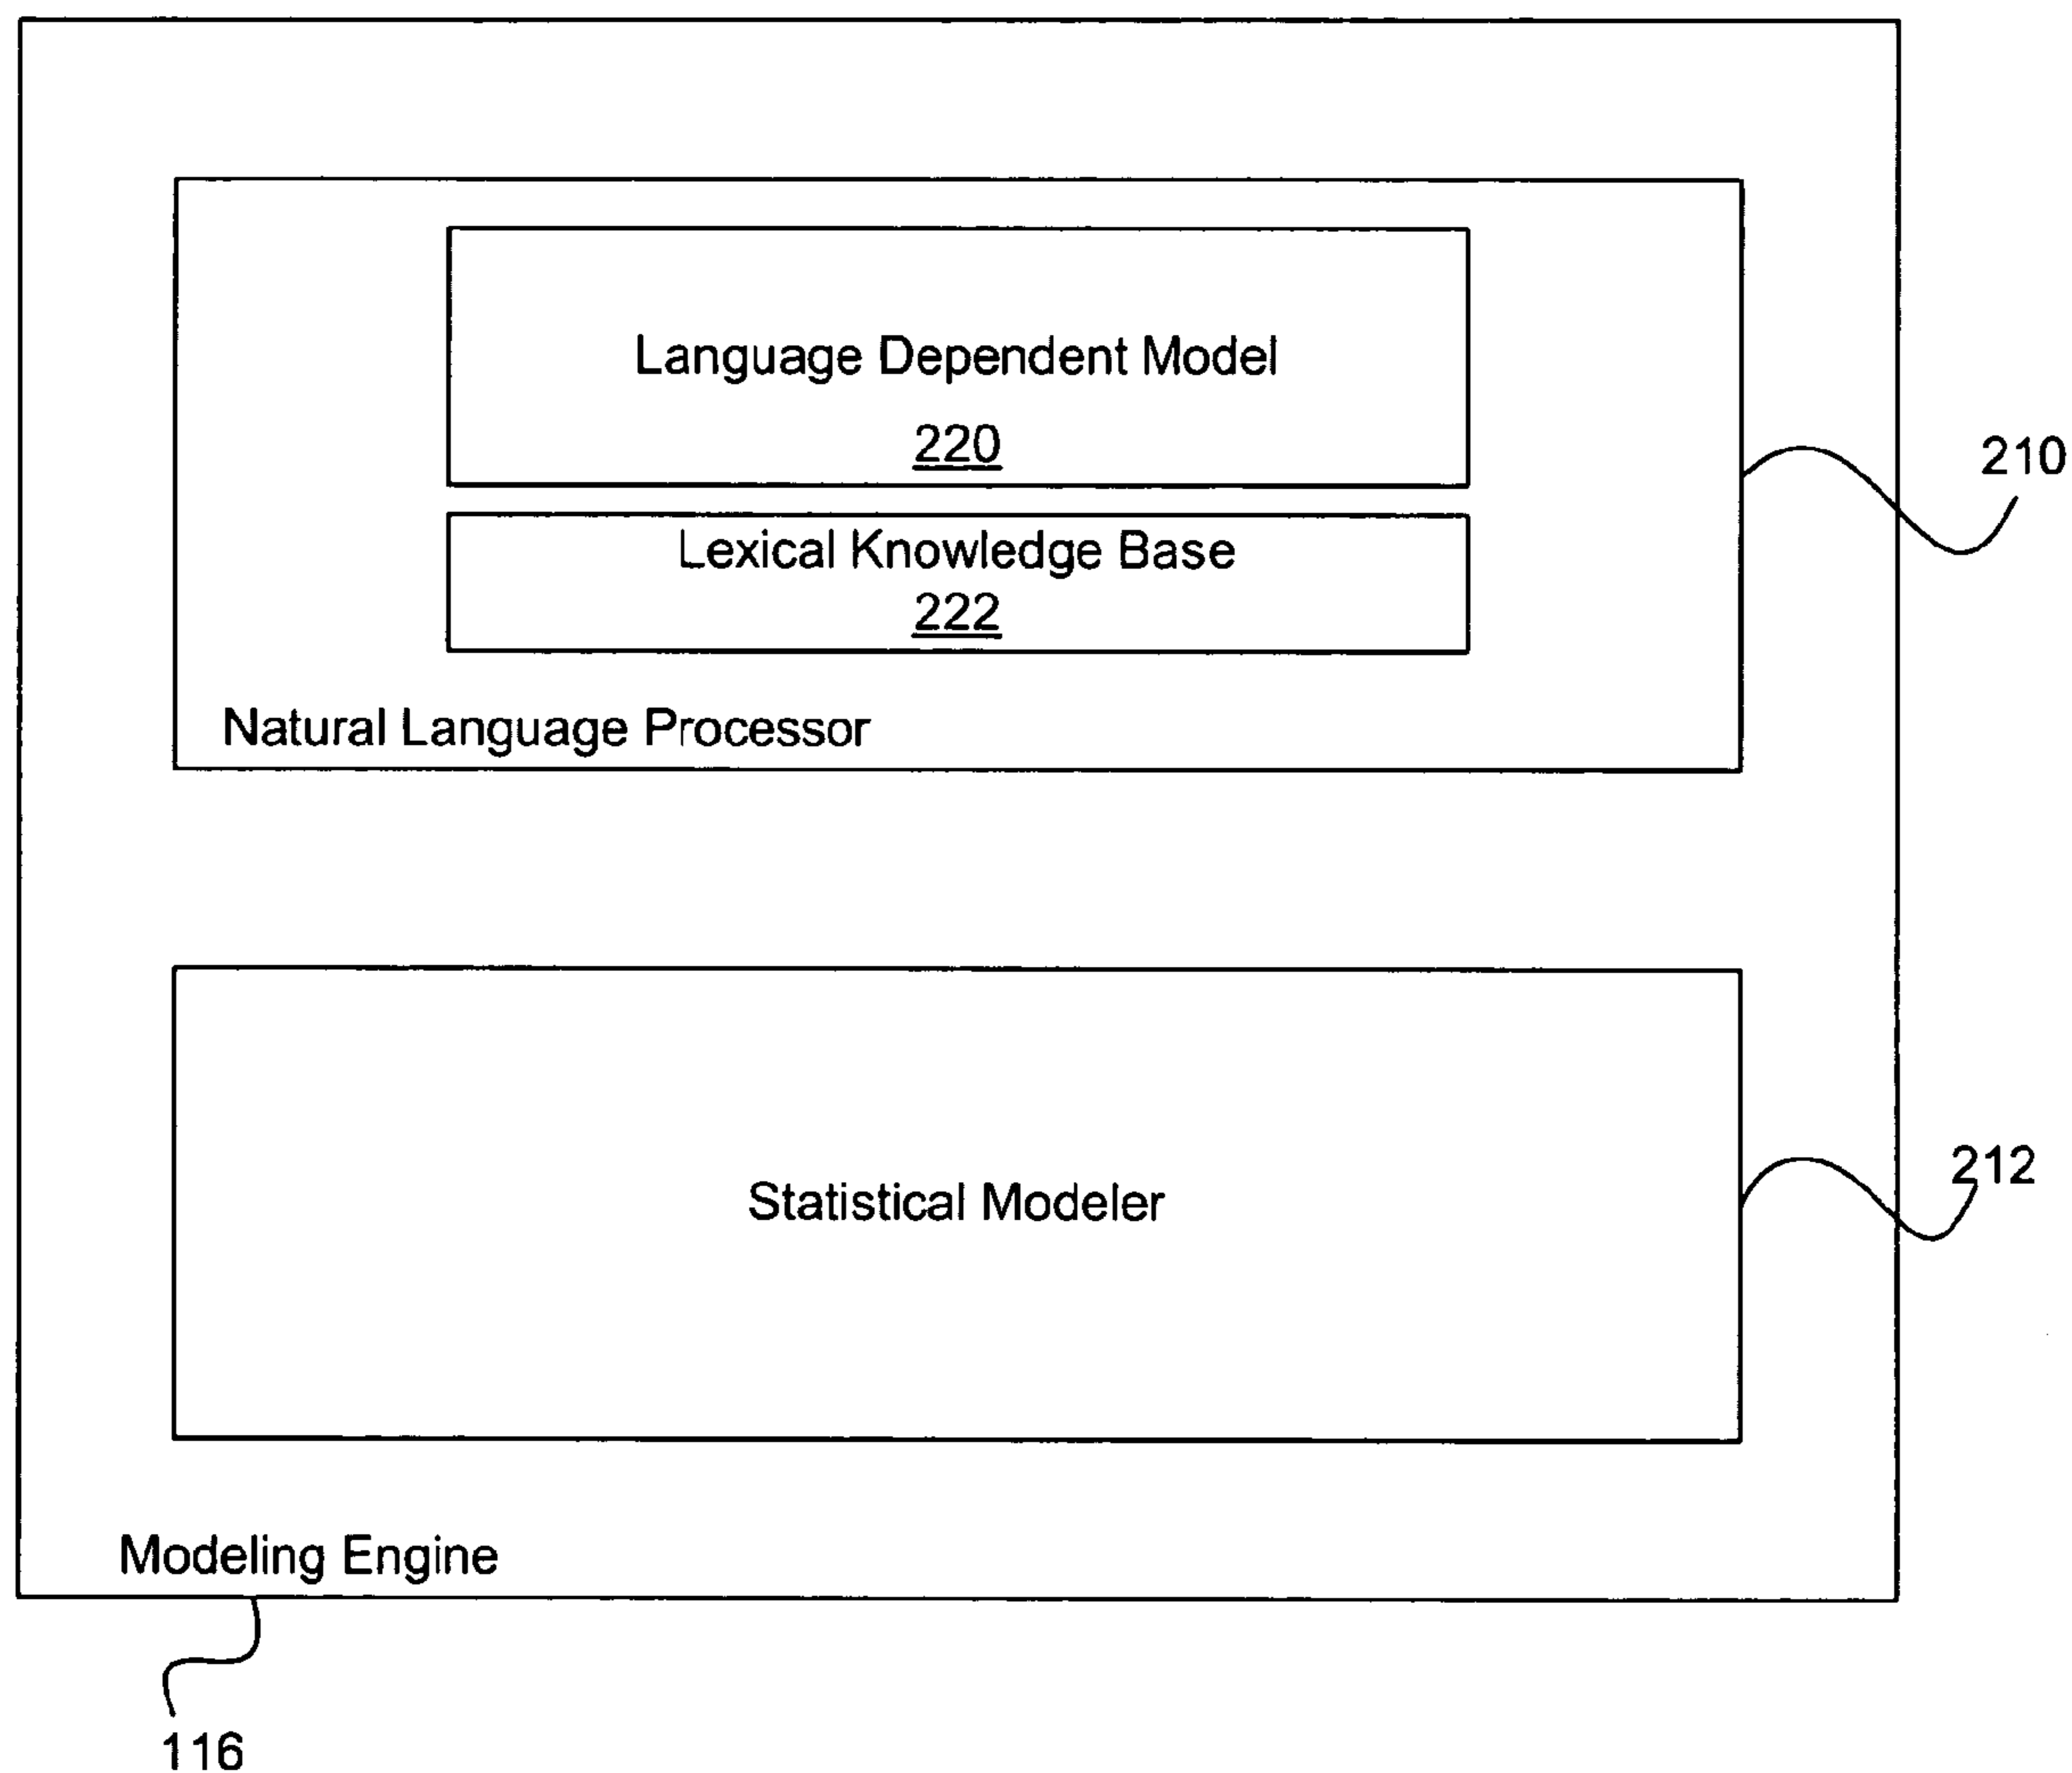 Language Dependent Model
220
210
Lexical Knowledge Base
222
Natural Language Processor
212
Statistical Modeler
Modeling Engine
116